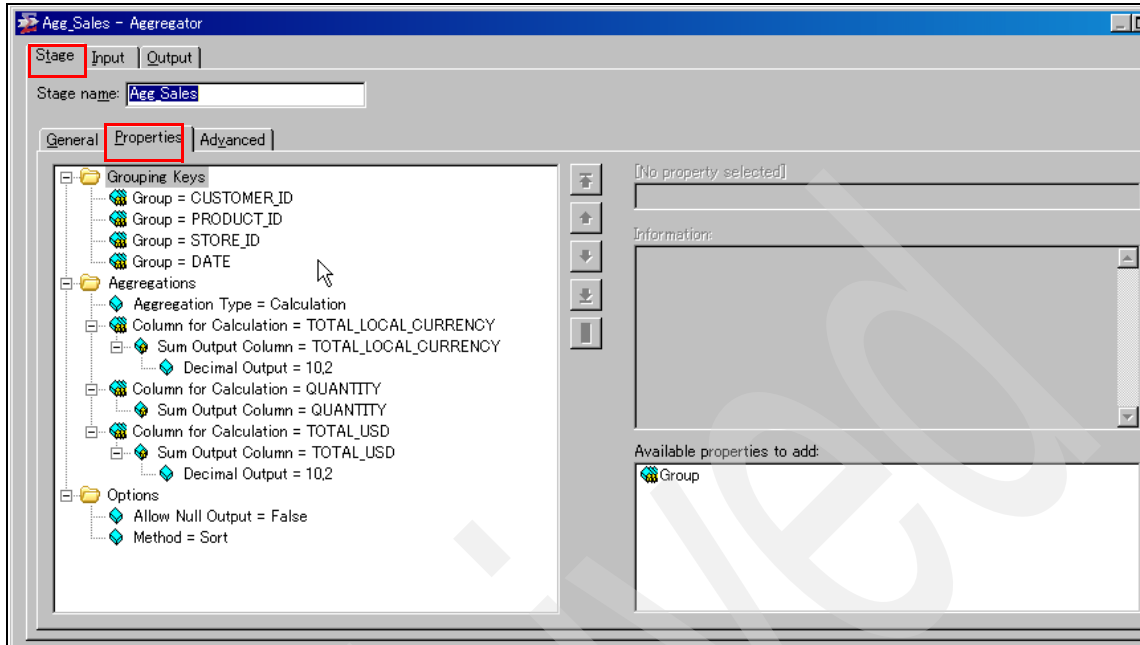 Agg_Sales - Aggregator
Stage Input Output
Stage name: Agg_Sales
General Properties Advanced
Grouping Keys
Group = CUSTOMER_ID
Group = PRODUCT_ID
Group = STORE_ID
Group = DATE
Aggregations
Aggregation Type = Calculation
Column for Calculation = TOTAL_LOCAL_CURRENCY
Sum Output Column = TOTAL_LOCAL_CURRENCY
Decimal Output = 10,2
Column for Calculation = QUANTITY
Sum Output Column = QUANTITY
Column for Calculation = TOTAL_USD
Sum Output Column = TOTAL_USD
Decimal Output = 10,2
Options
Allow Null Output = False
Method = Sort
[No property selected]
Information:
Available properties to add:
Group